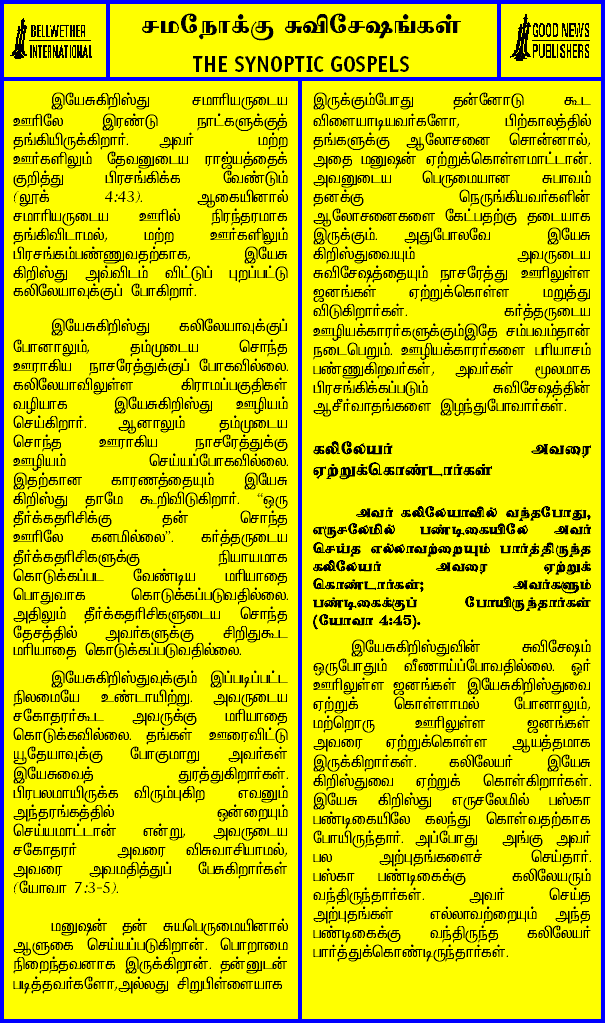 BELLWETHER
INTERNATIONAL
சமநோக்கு சுவிசேஷங்கள்
THE SYNOPTIC GOSPELS
GOOD NEWS
PUBLISHERS
இயேசுகிறிஸ்து சமாரியருடைய
ஊரிலே இரண்டு நாட்களுக்குத்
தங்கியிருக்கிறார். அவர் மற்ற
ஊர்களிலும் தேவனுடைய ராஜ்யத்தைக்
குறித்து பிரசங்கிக்க வேண்டும்
(லூக் 4:43). ஆகையினால்
சமாரியருடைய ஊரில் நிரந்தரமாக
தங்கிவிடாமல், மற்ற ஊர்களிலும்
பிரசங்கம்பண்ணுவதற்காக, இயேசு
கிறிஸ்து அவ்விடம் விட்டுப் புறப்பட்டு
கலிலேயாவுக்குப் போகிறார்.
இயேசுகிறிஸ்து கலிலேயாவுக்குப்
போனாலும், தம்முடைய சொந்த
ஊராகிய நாசரேத்துக்குப் போகவில்லை.
கலிலேயாவிலுள்ள கிராமப்பகுதிகள்
வழியாக இயேசுகிறிஸ்து ஊழியம்
செய்கிறார். ஆனாலும் தம்முடைய
சொந்த ஊராகிய நாசரேத்துக்கு
ஊழியம் செய்யப்போகவில்லை.
இதற்கான காரணத்தையும் இயேசு
கிறிஸ்து தாமே கூறிவிடுகிறார். “ஒரு
தீர்க்கதரிசிக்கு தன் சொந்த
ஊரிலே கனமில்லை”. கர்த்தருடைய
தீர்க்கதரிசிகளுக்கு நியாயமாக
கொடுக்கப்பட வேண்டிய மரியாதை
பொதுவாக கொடுக்கப்படுவதில்லை.
அதிலும் தீர்க்கதரிசிகளுடைய சொந்த
தேசத்தில் அவர்களுக்கு சிறிதுகூட
மரியாதை கொடுக்கப்படுவதில்லை.
இயேசுகிறிஸ்துவுக்கும் இப்படிப்பட்ட
நிலமையே உண்டாயிற்று. அவருடைய
சகோதரர்கூட அவருக்கு மரியாதை
கொடுக்கவில்லை. தங்கள் ஊரைவிட்டு
யூதேயாவுக்கு போகுமாறு அவர்கள்
இயேசுவைத் துரத்துகிறார்கள்.
பிரபலமாயிருக்க விரும்புகிற எவனும்
அந்தரங்கத்தில் ஒன்றையும்
செய்யமாட்டான் என்று, அவருடைய
சகோதரர் அவரை விசுவாசியாமல்,
அவரை அவமதித்துப் பேசுகிறார்கள்
(யோவா 7:3-5).
மனுஷன் தன் சுயபெருமையினால்
ஆளுகை செய்யப்படுகிறான். பொறாமை
நிறைந்தவனாக இருக்கிறான். தன்னுடன்
படித்தவர்களோ,அல்லது சிறுபிள்ளையாக
இருக்கும்போது தன்னோடு கூட
விளையாடியவர்களோ, பிற்காலத்தில்
தங்களுக்கு ஆலோசனை சொன்னால்,
அதை மனுஷன் ஏற்றுக்கொள்ளமாட்டான்.
அவனுடைய பெருமையான சுபாவம்
தனக்கு நெருங்கியவர்களின்
ஆலோசனைகளை கேட்பதற்கு தடையாக
இருக்கும். அதுபோலவே இயேசு
கிறிஸ்துவையும் அவருடைய
சுவிசேஷத்தையும் நாசரேத்து ஊரிலுள்ள
ஜனங்கள் ஏற்றுக்கொள்ள மறுத்து
விடுகிறார்கள். கர்த்தருடைய
ஊழியக்காரர்களுக்கும்இதே சம்பவம்தான்
நடைபெறும். ஊழியக்காரர்களை பரியாசம்
பண்ணுகிறவர்கள், அவர்கள் மூலமாக
பிரசங்கிக்கப்படும் சுவிசேஷத்தின்
ஆசீர்வாதங்களை இழந்துபோவார்கள்.
கலிலேயர் அவரை
ஏற்றுக்கொண்டார்கள்
அவர் கலிலேயாவில் வந்தபோது,
எருசலேமில் பண்டிகையிலே அவர்
செய்த எல்லாவற்றையும் பார்த்திருந்த
கலிலேயர் அவரை ஏற்றுக்
கொண்டார்கள்; அவர்களும்
பண்டிகைக்குப் போயிருந்தார்கள்
(யோவா 4:45).
இயேசுகிறிஸ்துவின் சுவிசேஷம்
ஒருபோதும் வீணாய்ப்போவதில்லை. ஓர்
ஊரிலுள்ள ஜனங்கள் இயேசுகிறிஸ்துவை
ஏற்றுக் கொள்ளாமல் போனாலும்,
மற்றொரு ஊரிலுள்ள ஜனங்கள்
அவரை ஏற்றுக்கொள்ள ஆயத்தமாக
இருக்கிறார்கள். கலிலேயர் இயேசு
கிறிஸ்துவை ஏற்றுக் கொள்கிறார்கள்.
இயேசு கிறிஸ்து எருசலேமில் பஸ்கா
பண்டிகையிலே கலந்து கொள்வதற்காக
போயிருந்தார். அப்போது அங்கு அவர்
பல அற்புதங்களைச் செய்தார்.
பஸ்கா பண்டிகைக்கு கலிலேயரும்
வந்திருந்தார்கள். அவர் செய்த
அற்புதங்கள் எல்லாவற்றையும் அந்த
பண்டிகைக்கு வந்திருந்த கலிலேயர்
பார்த்துக்கொண்டிருந்தார்கள்.